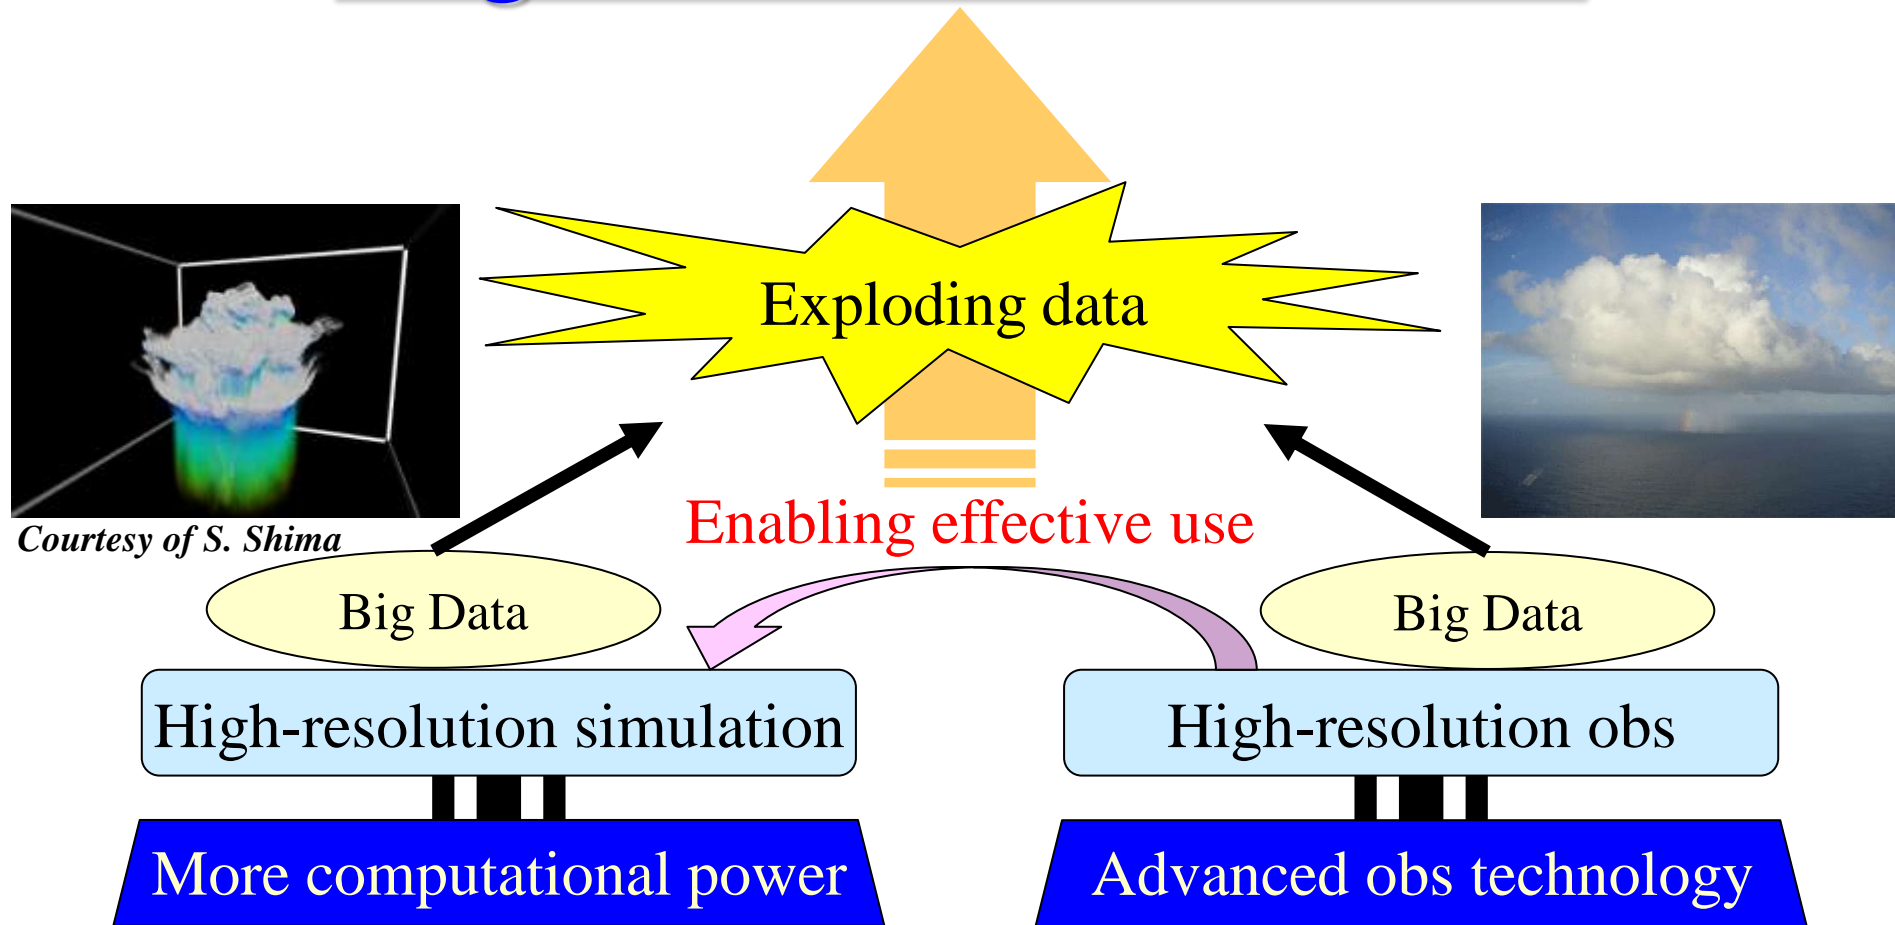 Exploding data
Courtesy of S. Shima
Enabling effective use
Big Data
Big Data
High-resolution simulation
High-resolution obs
More computational power
Advanced obs technology